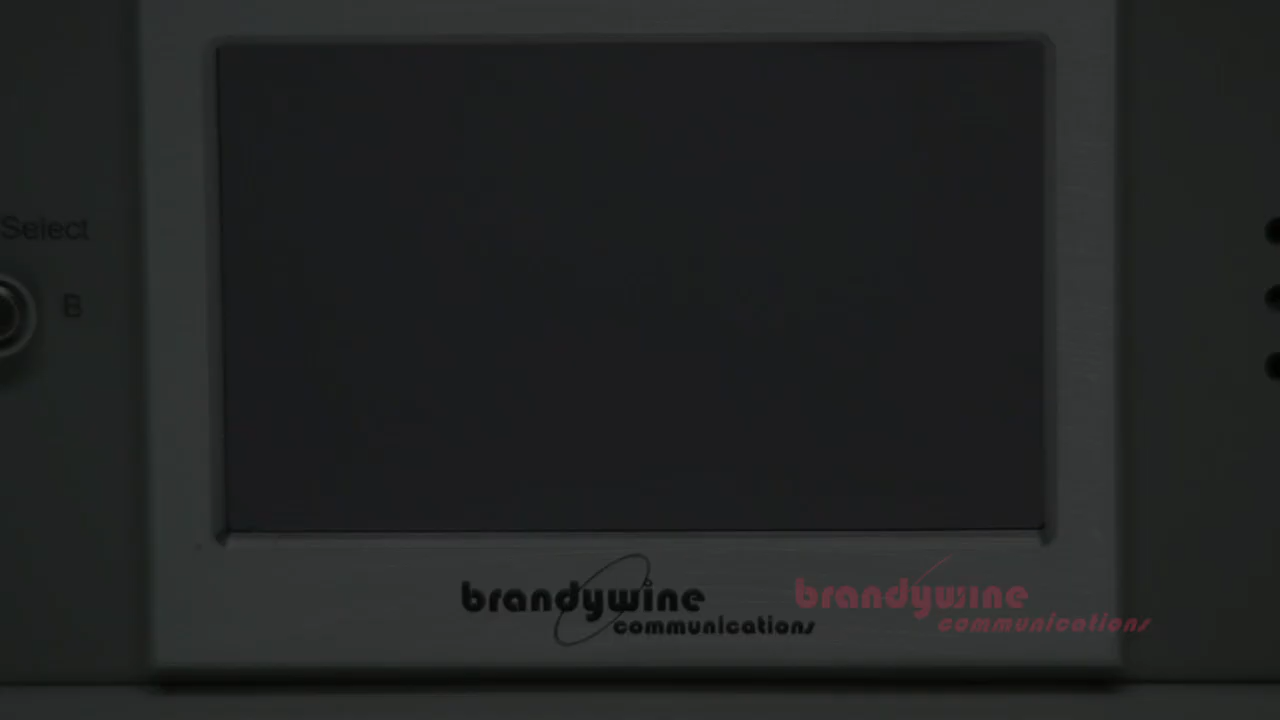 Select
B
brandywine
communications
brandywine
communications